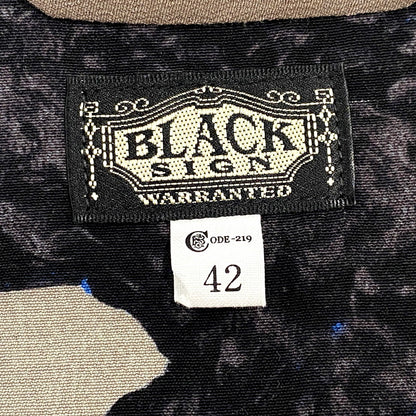 BLACK
SIGN
WARRANTED
CODE-219
42